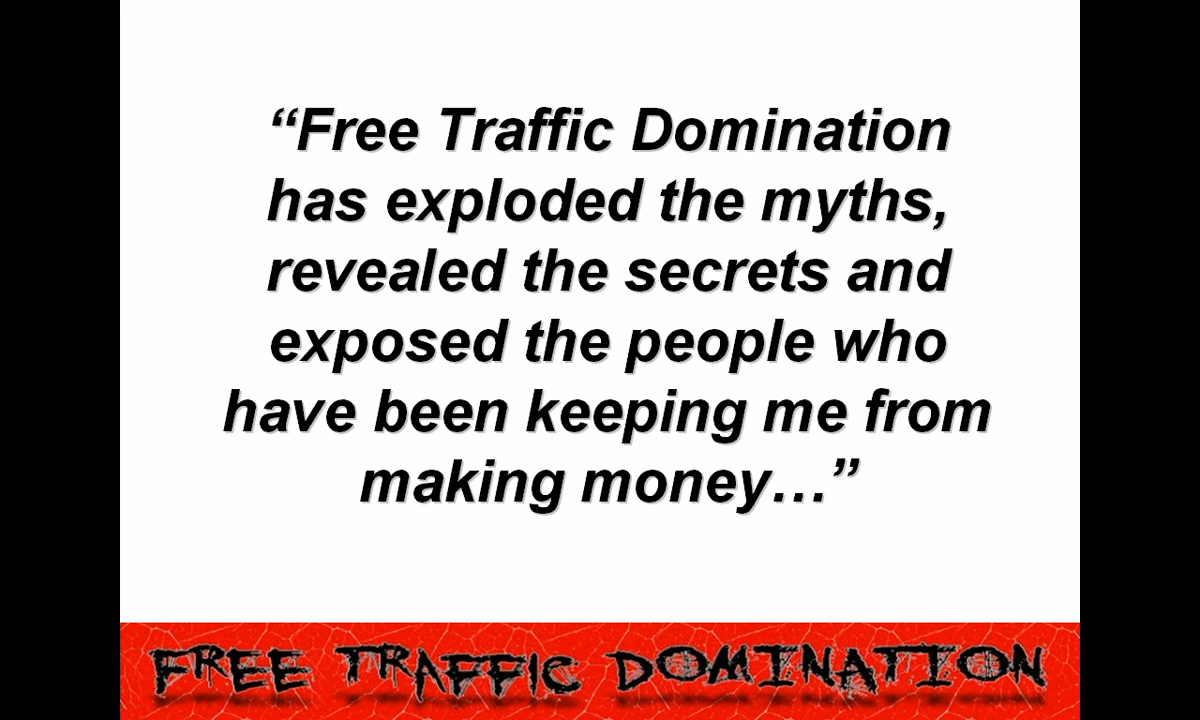 “Free Traffic Domination
has exploded the myths,
revealed the secrets and
exposed the people who
have been keeping me from
making money…”
FREE TRAFFIC DOMINATION